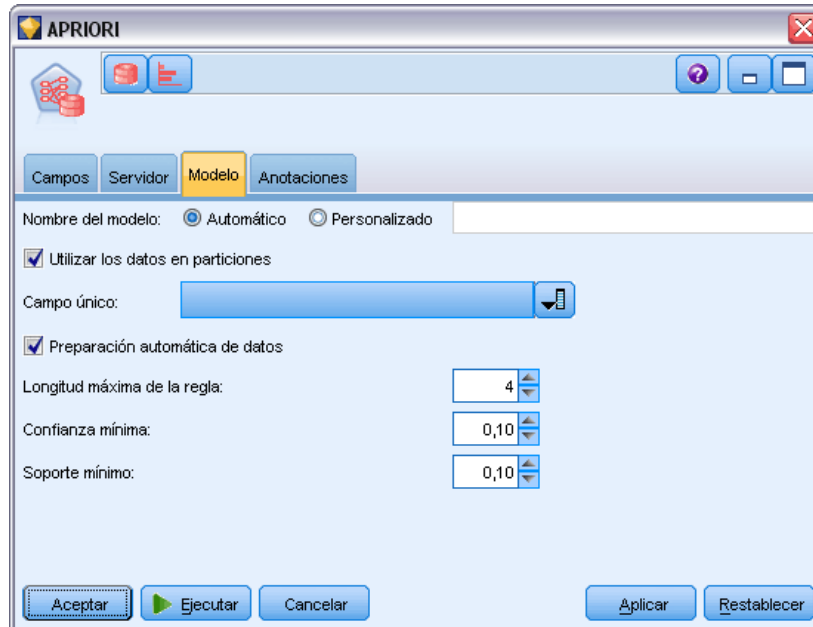 APRIORI
Campos Servidor Modelo Anotaciones
Nombre del modelo: Automático Personalizado
Utilizar los datos en particiones
Campo único:
Preparación automática de datos
Longitud máxima de la regla: 4
Confianza mínima: 0,10
Soporte mínimo: 0,10
Aceptar Ejecutar Cancelar Aplicar Restablecer